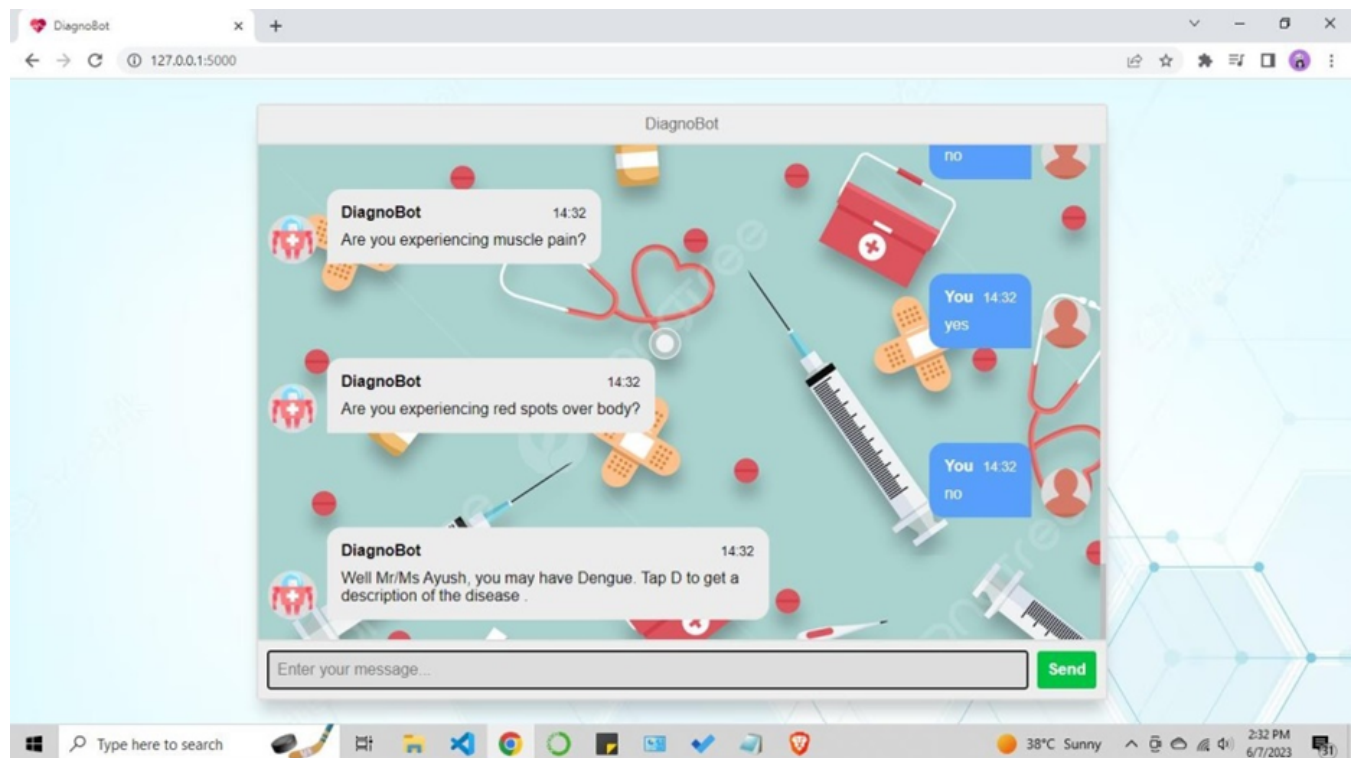 DiagnoBot
127.0.0.1:5000
DiagnoBot
no
DiagnoBot 14:32
Are you experiencing muscle pain?
You 14:32
yes
DiagnoBot 14:32
Are you experiencing red spots over body?
You 14:32
no
DiagnoBot 14:32
Well Mr/Ms Ayush, you may have Dengue. Tap D to get a
description of the disease .
Enter your message...
Send
Type here to search
38°C Sunny
2:32 PM
6/7/2023
31